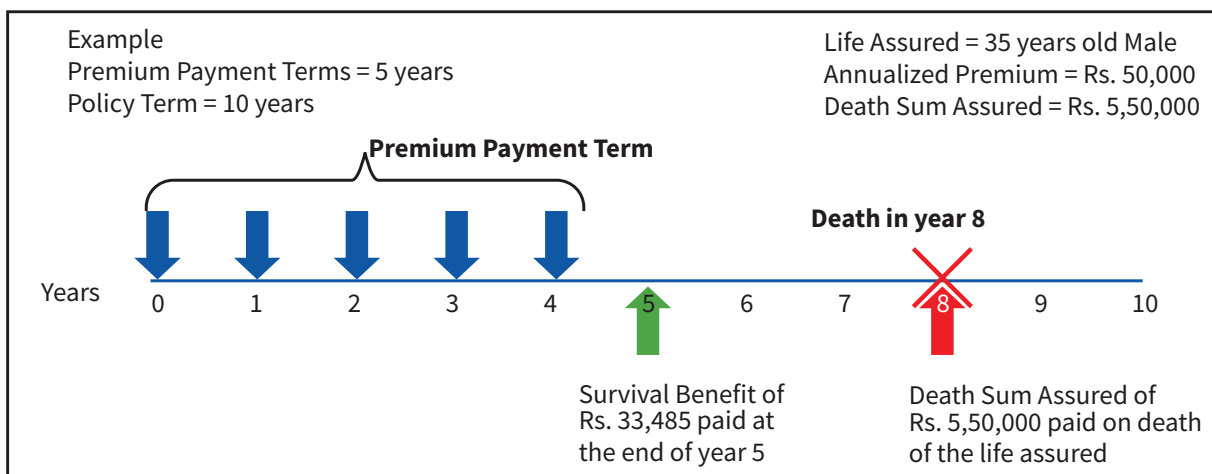 Example
Premium Payment Terms = 5 years
Policy Term = 10 years
Life Assured = 35 years old Male
Annualized Premium = Rs. 50,000
Death Sum Assured = Rs. 5,50,000
Premium Payment Term
Death in year 8
Years 0 1 2 3 4 5 6 7 8 9 10
Survival Benefit of
Rs. 33,485 paid at
the end of year 5
Death Sum Assured of
Rs. 5,50,000 paid on death
of the life assured